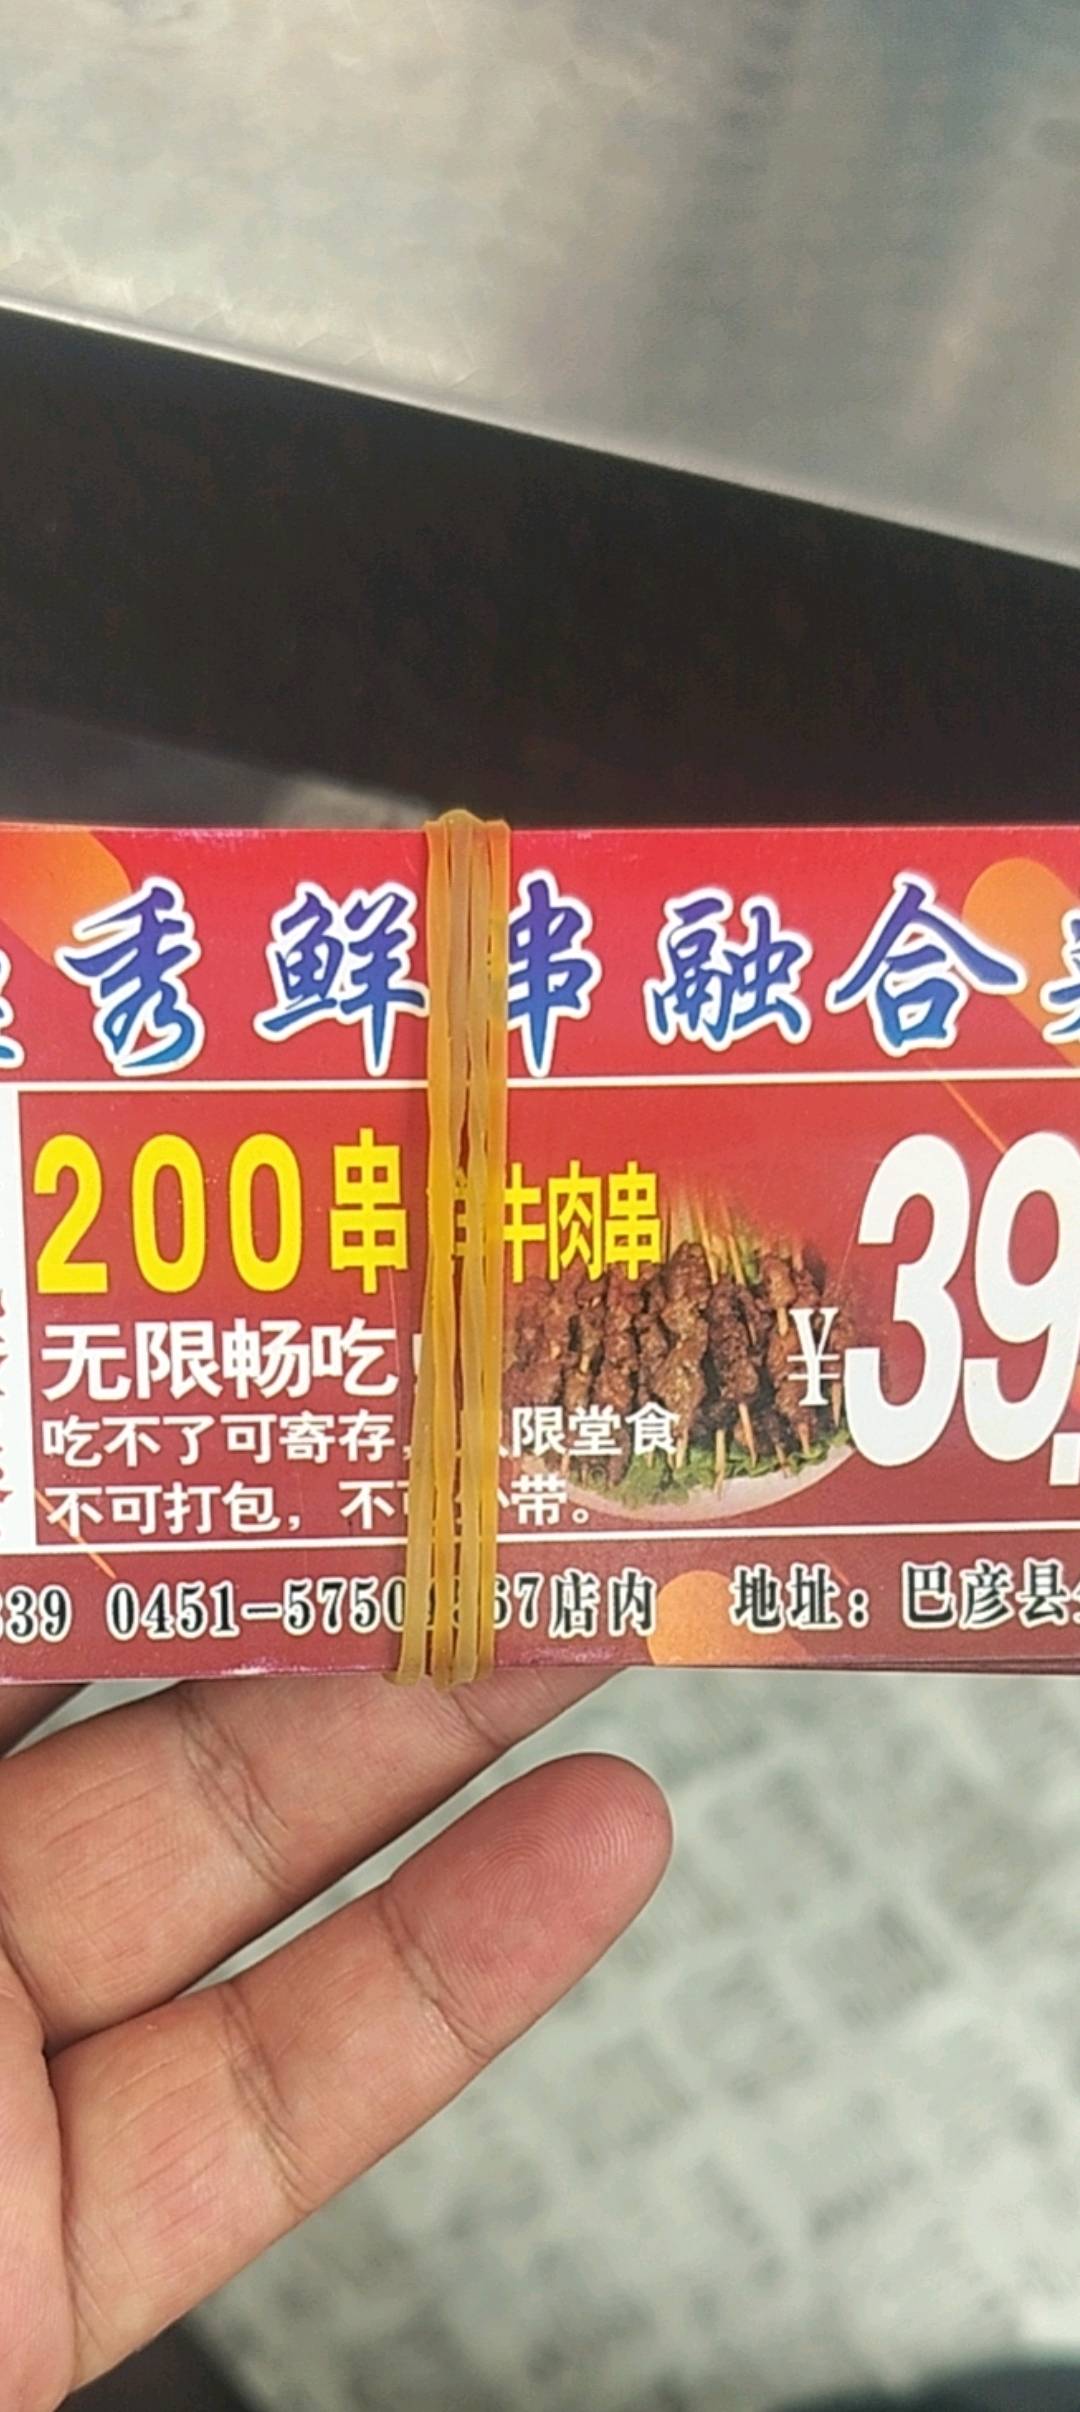 秀鲜串融合
200串 牛肉串
¥39
无限畅吃
吃不了可寄存 限堂食
不可打包，不 带。
339 0451-5750 67店内 地址：巴彦县